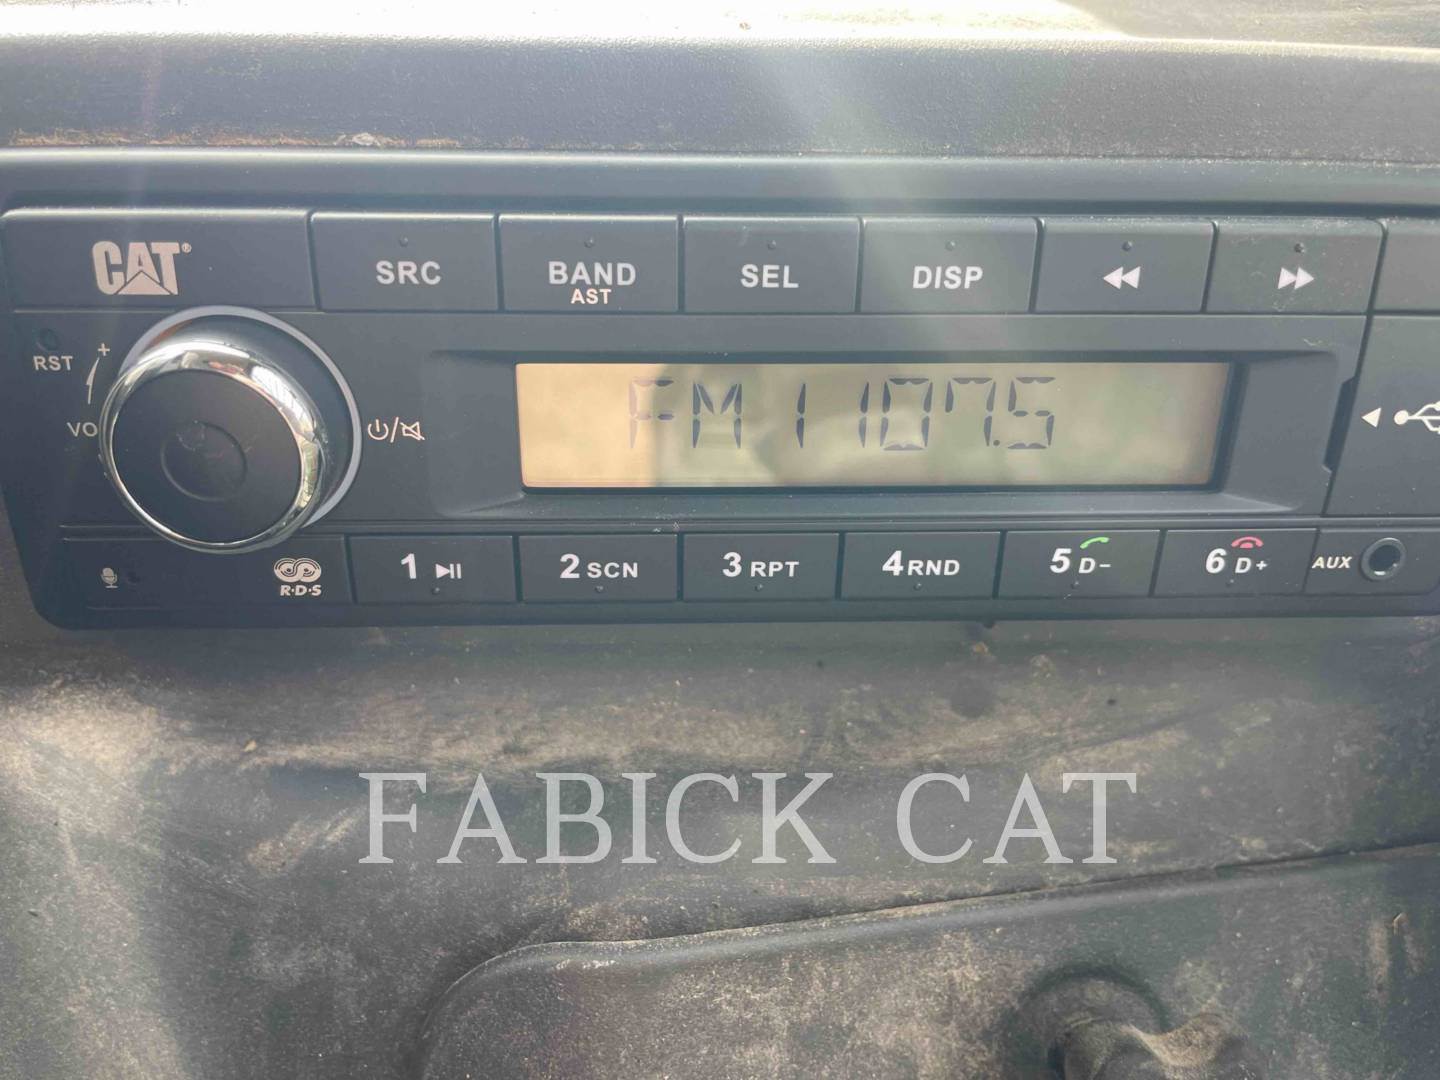 CAT®
SRC
BAND
AST
SEL
DISP
RST
+
VO
FM1 107.5
1
2 SCN
3 RPT
4 RND
5 D-
6 D+
AUX
R·D·S
FABICK CAT